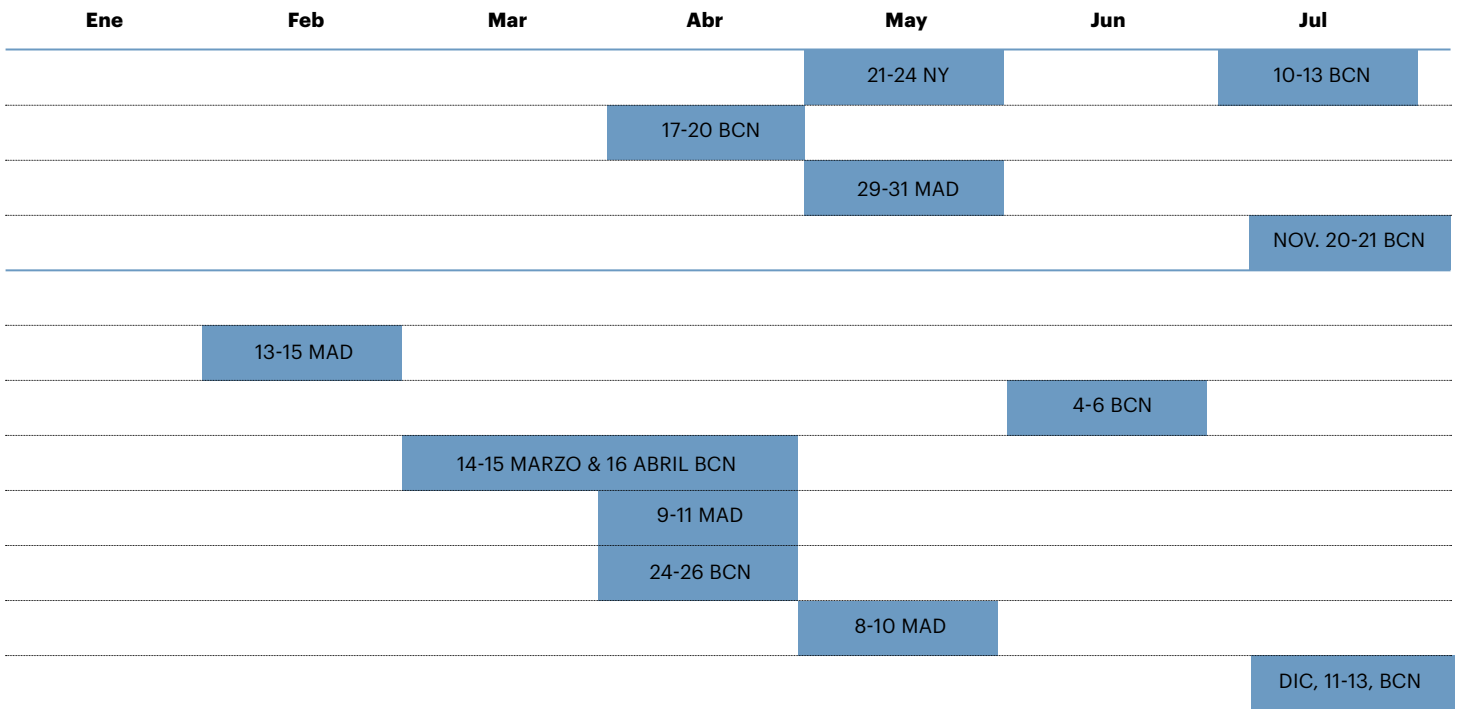 Ene Feb Mar Abr May Jun Jul
21-24 NY 10-13 BCN
17-20 BCN
29-31 MAD
NOV. 20-21 BCN
13-15 MAD
4-6 BCN
14-15 MARZO & 16 ABRIL BCN
9-11 MAD
24-26 BCN
8-10 MAD
DIC, 11-13, BCN